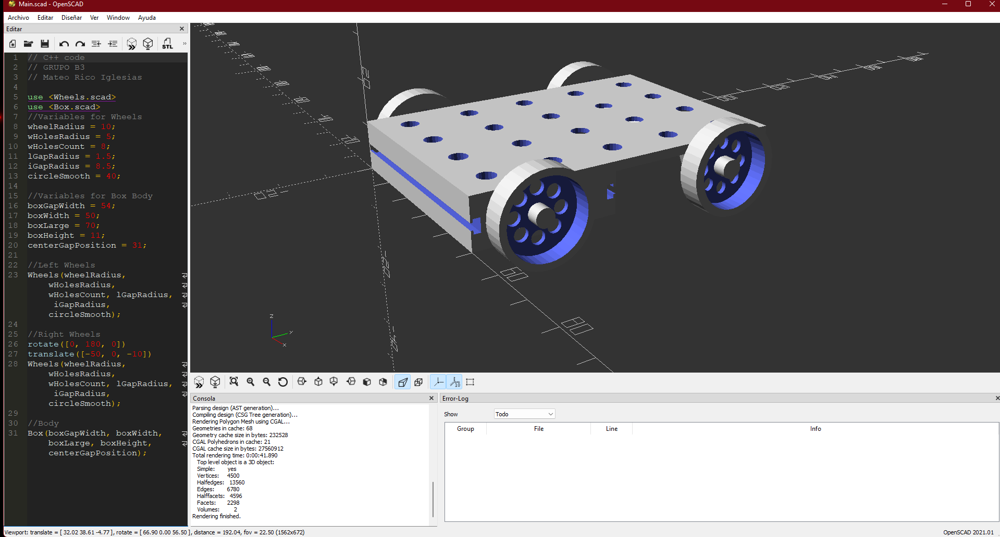 Main.scad - OpenSCAD
Archivo Editar Diseñar Ver Window Ayuda
Editar
STL
1 // C++ code
2 // GRUPO B3
3 // Mateo Rico Iglesias
4
5 use <Wheels.scad>
6 use <Box.scad>
7 //Variables for Wheels
8 wheelRadius = 10;
9 wHolesRadius = 5;
10 wHolesCount = 8;
11 lGapRadius = 1.5;
12 iGapRadius = 8.5;
13 circleSmooth = 40;
14
15 //Variables for Box Body
16 boxGapWidth = 54;
17 boxWidth = 50;
18 boxLarge = 70;
19 boxHeight = 11;
20 centerGapPosition = 31;
21
22 //Left Wheels
23 Wheels(wheelRadius,
wHolesRadius,
wHolesCount, lGapRadius,
iGapRadius,
circleSmooth);
24
25 //Right Wheels
26 rotate([0, 180, 0])
27 translate([-50, 0, -10])
28 Wheels(wheelRadius,
wHolesRadius,
wHolesCount, lGapRadius,
iGapRadius,
circleSmooth);
29
30 //Body
31 Box(boxGapWidth, boxWidth,
boxLarge, boxHeight,
centerGapPosition);
z
Y
X
10
Consola
Parsing design (AST generation)...
Compiling design (CSG Tree generation)...
Rendering Polygon Mesh using CGAL...
Geometries in cache: 68
Geometry cache size in bytes: 232528
CGAL Polyhedrons in cache: 21
CGAL cache size in bytes: 27560912
Total rendering time: 0:00:41.890
Top level object is a 3D object:
Simple: yes
Vertices: 4500
Halfedges: 13560
Edges: 6780
Halffacets: 4596
Facets: 2298
Volumes: 2
Rendering finished.
Error-Log
Show Todo
Group File Line Info
Viewport: translate = [ 32.02 38.61 -4.77 ], rotate = [ 66.90 0.00 56.50 ], distance = 192.04, fov = 22.50 (1562x672)
OpenSCAD 2021.01